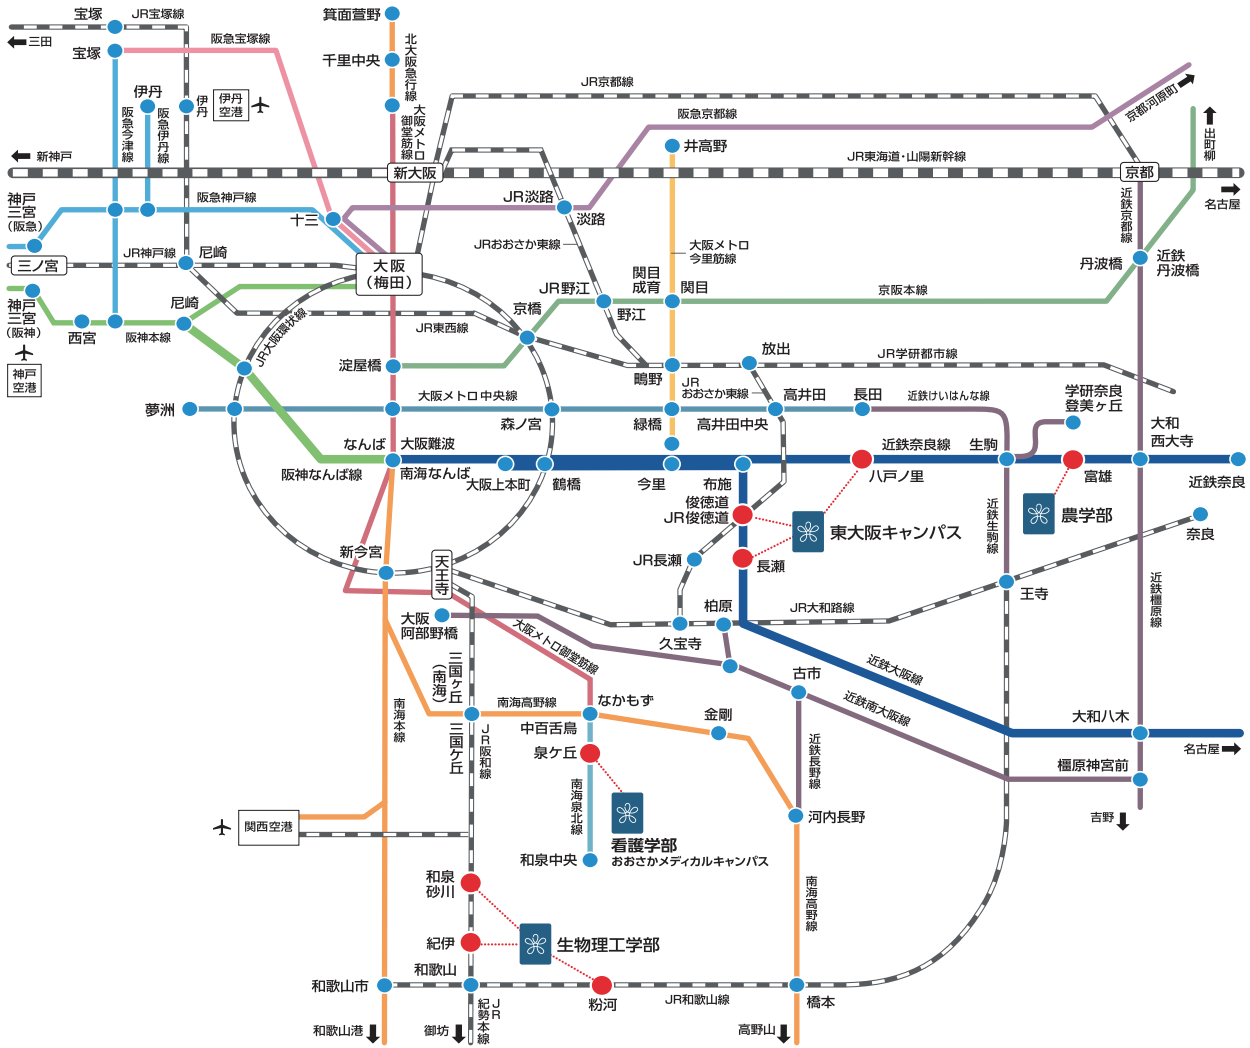 宝塚
JR宝塚線
三田
宝塚
阪急宝塚線
箕面萱野
千里中央
北大阪急行線
大阪メトロ
御堂筋線
伊丹
伊丹
伊丹
空港
阪急今津線
阪急伊丹線
JR京都線
阪急京都線
京都河原町
出町柳
井高野
新神戸
新大阪
JR東海道・山陽新幹線
京都
名古屋
神戸
三宮
(阪急)
阪急神戸線
十三
JR淡路
淡路
近鉄京都線
三ノ宮
JR神戸線
尼崎
大阪
(梅田)
JRおおさか東線
大阪メトロ
今里筋線
丹波橋
近鉄
丹波橋
神戸
三宮
(阪神)
尼崎
西宮
阪神本線
JR大阪環状線
JR東西線
京橋
JR野江
野江
関目
成育
関目
京阪本線
神戸
空港
淀屋橋
鴫野
放出
JR学研都市線
JR
おおさか東線
夢洲
大阪メトロ中央線
森ノ宮
緑橋
高井田
高井田中央
長田
近鉄けいはんな線
学研奈良
登美ヶ丘
大和
西大寺
なんば
大阪難波
阪神なんば線
南海なんば
大阪上本町
鶴橋
今里
布施
近鉄奈良線
八戸ノ里
生駒
富雄
近鉄奈良
俊徳道
JR俊徳道
東大阪キャンパス
農学部
近鉄生駒線
奈良
新今宮
天王寺
JR長瀬
長瀬
王寺
近鉄橿原線
大阪
阿部野橋
大阪メトロ御堂筋線
久宝寺
柏原
JR大和路線
三国ヶ丘
(南海)
近鉄大阪線
古市
近鉄南大阪線
南海本線
南海高野線
なかもず
中百舌鳥
金剛
大和八木
名古屋
三国ヶ丘
JR阪和線
泉ケ丘
近鉄長野線
橿原神宮前
南海泉北線
関西空港
看護学部
おおさかメディカルキャンパス
河内長野
吉野
和泉中央
和泉
砂川
南海高野線
紀伊
生物理工学部
和歌山市
和歌山
粉河
JR和歌山線
橋本
和歌山港
御坊
JR
紀勢本線
高野山